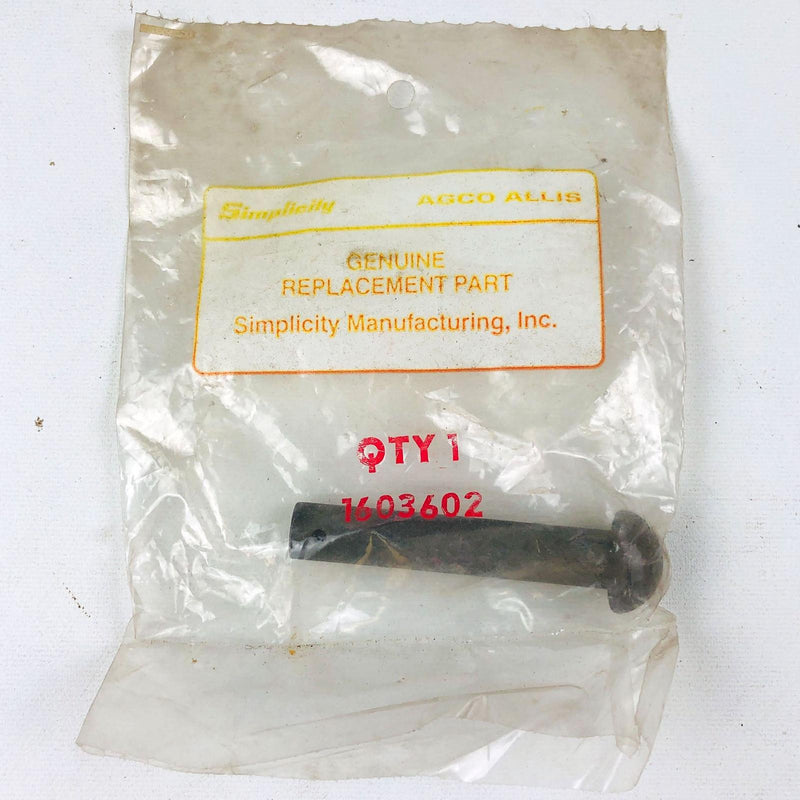 Simplicity AGCO ALLIS
GENUINE
REPLACEMENT PART
Simplicity Manufacturing, Inc.
QTY 1
1603602